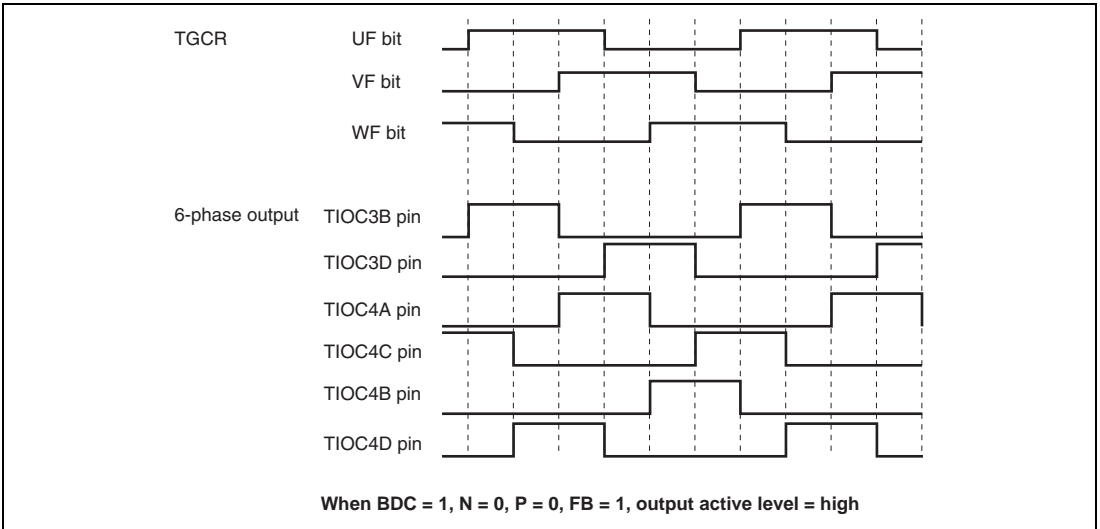 TGCR UF bit
VF bit
WF bit
6-phase output TIOC3B pin
TIOC3D pin
TIOC4A pin
TIOC4C pin
TIOC4B pin
TIOC4D pin
When BDC = 1, N = 0, P = 0, FB = 1, output active level = high